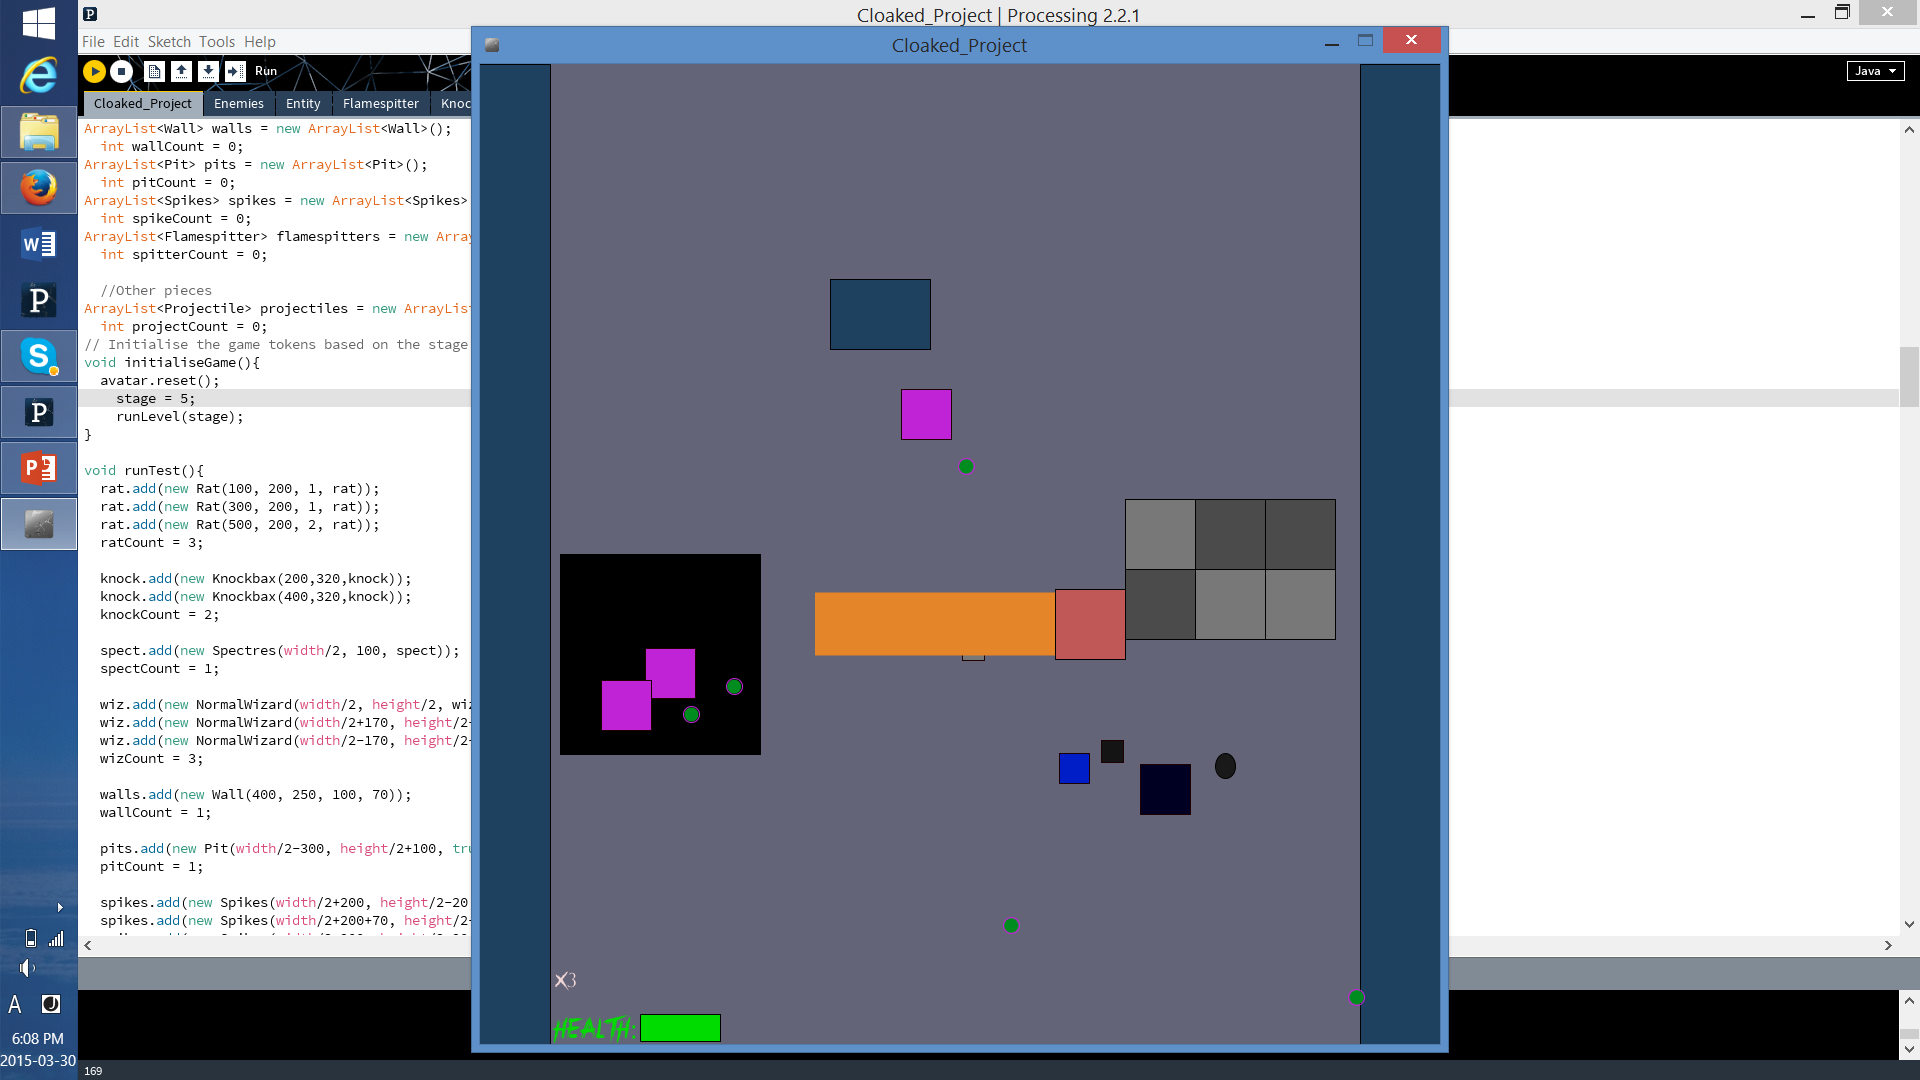 Cloaked_Project | Processing 2.2.1
File Edit Sketch Tools Help
Cloaked_Project
Run
Java
Cloaked_Project Enemies Entity Flamespitter Knoc
ArrayList<Wall> walls = new ArrayList<Wall>();
int wallCount = 0;
ArrayList<Pit> pits = new ArrayList<Pit>();
int pitCount = 0;
ArrayList<Spikes> spikes = new ArrayList<Spikes>
int spikeCount = 0;
ArrayList<Flamespitter> flamespitters = new Array
int spitterCount = 0;
//Other pieces
ArrayList<Projectile> projectiles = new ArrayList
int projectCount = 0;
// Initialise the game tokens based on the stage
void initialiseGame(){
avatar.reset();
stage = 5;
runLevel(stage);
}
void runTest(){
rat.add(new Rat(100, 200, 1, rat));
rat.add(new Rat(300, 200, 1, rat));
rat.add(new Rat(500, 200, 2, rat));
ratCount = 3;
knock.add(new Knockbax(200,320,knock));
knock.add(new Knockbax(400,320,knock));
knockCount = 2;
spect.add(new Spectres(width/2, 100, spect));
spectCount = 1;
wiz.add(new NormalWizard(width/2, height/2, wiz
wiz.add(new NormalWizard(width/2+170, height/2-
wiz.add(new NormalWizard(width/2-170, height/2-
wizCount = 3;
walls.add(new Wall(400, 250, 100, 70));
wallCount = 1;
pits.add(new Pit(width/2-300, height/2+100, tru
pitCount = 1;
spikes.add(new Spikes(width/2+200, height/2-20
spikes.add(new Spikes(width/2+200+70, height/2-
X3
HEALTH:
A
6:08 PM
2015-03-30
169